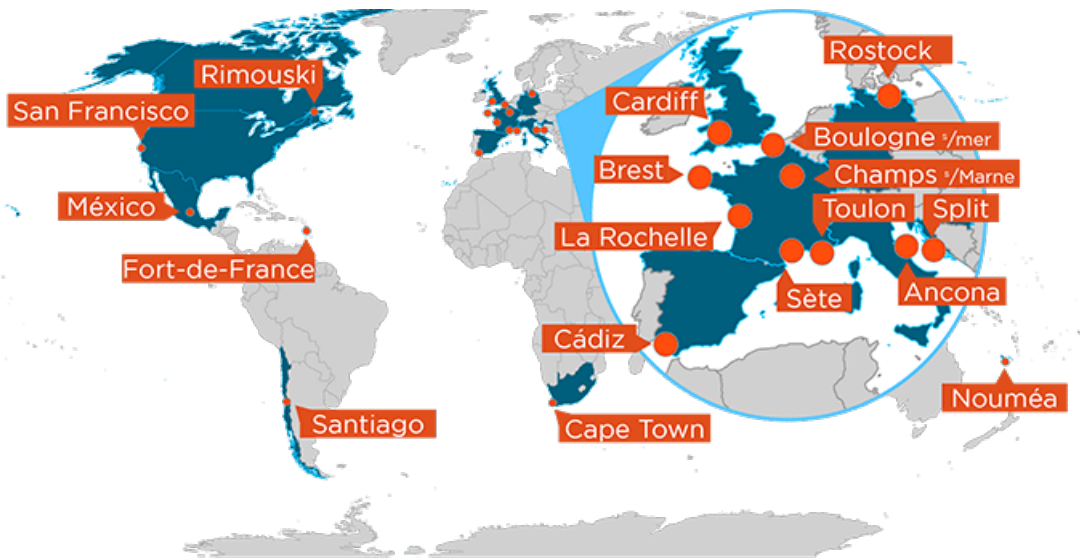 Rostock
Rimouski
San Francisco
Cardiff
Boulogne s/mer
Brest
Champs s/Marne
México
Toulon
Split
La Rochelle
Fort-de-France
Sète
Ancona
Cádiz
Nouméa
Santiago
Cape Town